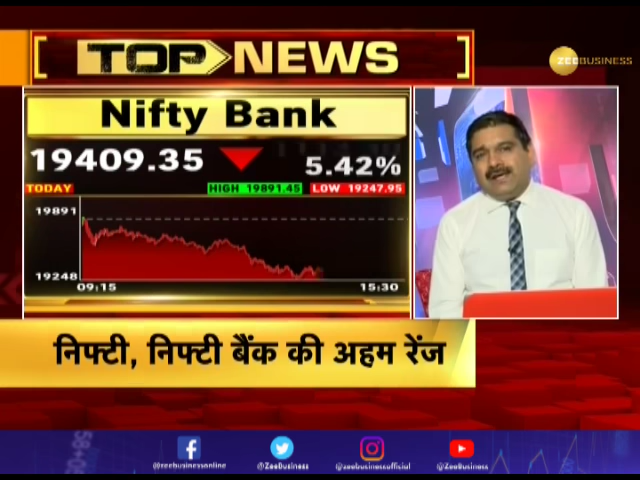 TOP NEWS
ZEEBUSINESS
Nifty Bank
19409.35 5.42%
TODAY HIGH 19891.45 LOW 19247.95
19891
19248
09:15 15:30
निफ्टी, निफ्टी बैंक की अहम रेंज
@zeebusinessonline @ZeeBusiness @zeebusinessofficial @ZeeBusiness